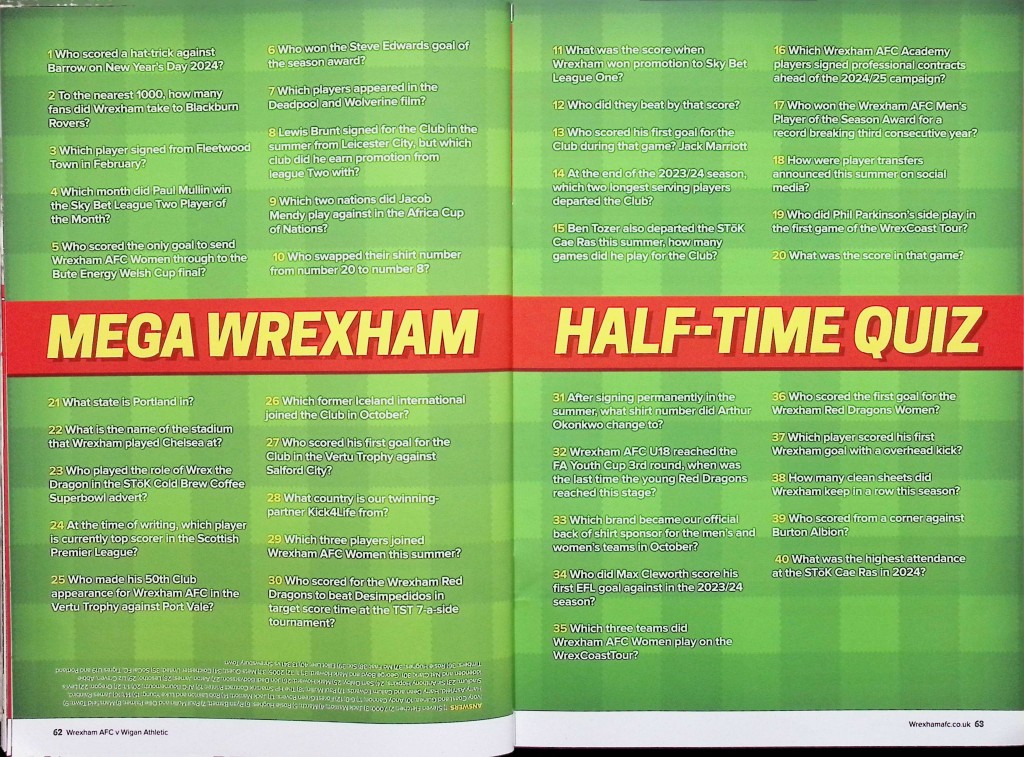 1 Who scored a hat-trick against
Barrow on New Year's Day 2024?
2 To the nearest 1000, how many
fans did Wrexham take to Blackburn
Rovers?
3 Which player signed from Fleetwood
Town in February?
4 Which month did Paul Mullin win
the Sky Bet League Two Player of
the Month?
5 Who scored the only goal to send
Wrexham AFC Women through to the
Bute Energy Welsh Cup final?
6 Who won the Steve Edwards goal of
the season award?
7 Which players appeared in the
Deadpool and Wolverine film?
8 Lewis Brunt signed for the Club in the
summer from Leicester City, but which
club did he earn promotion from
league Two with?
9 Which two nations did Jacob
Mendy play against in the Africa Cup
of Nations?
10 Who swapped their shirt number
from number 20 to number 8?
11 What was the score when
Wrexham won promotion to Sky Bet
League One?
12 Who did they beat by that score?
13 Who scored his first goal for the
Club during that game? Jack Marriott
14 At the end of the 2023/24 season,
which two longest serving players
departed the Club?
15 Ben Tozer also departed the STōK
Cae Ras this summer, how many
games did he play for the Club?
16 Which Wrexham AFC Academy
players signed professional contracts
ahead of the 2024/25 campaign?
17 Who won the Wrexham AFC Men's
Player of the Season Award for a
record breaking third consecutive year?
18 How were player transfers
announced this summer on social
media?
19 Who did Phil Parkinson's side play in
the first game of the WrexCoast Tour?
20 What was the score in that game?
MEGA WREXHAM HALF-TIME QUIZ
21 What state is Portland in?
22 What is the name of the stadium
that Wrexham played Chelsea at?
23 Who played the role of Wrex the
Dragon in the STōK Cold Brew Coffee
Superbowl advert?
24 At the time of writing, which player
is currently top scorer in the Scottish
Premier League?
25 Who made his 50th Club
appearance for Wrexham AFC in the
Vertu Trophy against Port Vale?
26 Which former Iceland international
joined the Club in October?
27 Who scored his first goal for the
Club in the Vertu Trophy against
Salford City?
28 What country is our twinning-
partner Kick4Life from?
29 Which three players joined
Wrexham AFC Women this summer?
30 Who scored for the Wrexham Red
Dragons to beat Desimpedidos in
target score time at the TST 7-a-side
tournament?
31 After signing permanently in the
summer, what shirt number did Arthur
Okonkwo change to?
32 Wrexham AFC U18 reached the
FA Youth Cup 3rd round, when was
the last time the young Red Dragons
reached this stage?
33 Which brand became our official
back of shirt sponsor for the men's and
women's teams in October?
34 Who did Max Cleworth score his
first EFL goal against in the 2023/24
season?
35 Which three teams did
Wrexham AFC Women play on the
WrexCoastTour?
36 Who scored the first goal for the
Wrexham Red Dragons Women?
37 Which player scored his first
Wrexham goal with a overhead kick?
38 How many clean sheets did
Wrexham keep in a row this season?
39 Who scored from a corner against
Burton Albion?
40 What was the highest attendance
at the STōK Cae Ras in 2024?
ANSWERS
62 Wrexham AFC v Wigan Athletic
Wrexhamafc.co.uk 63